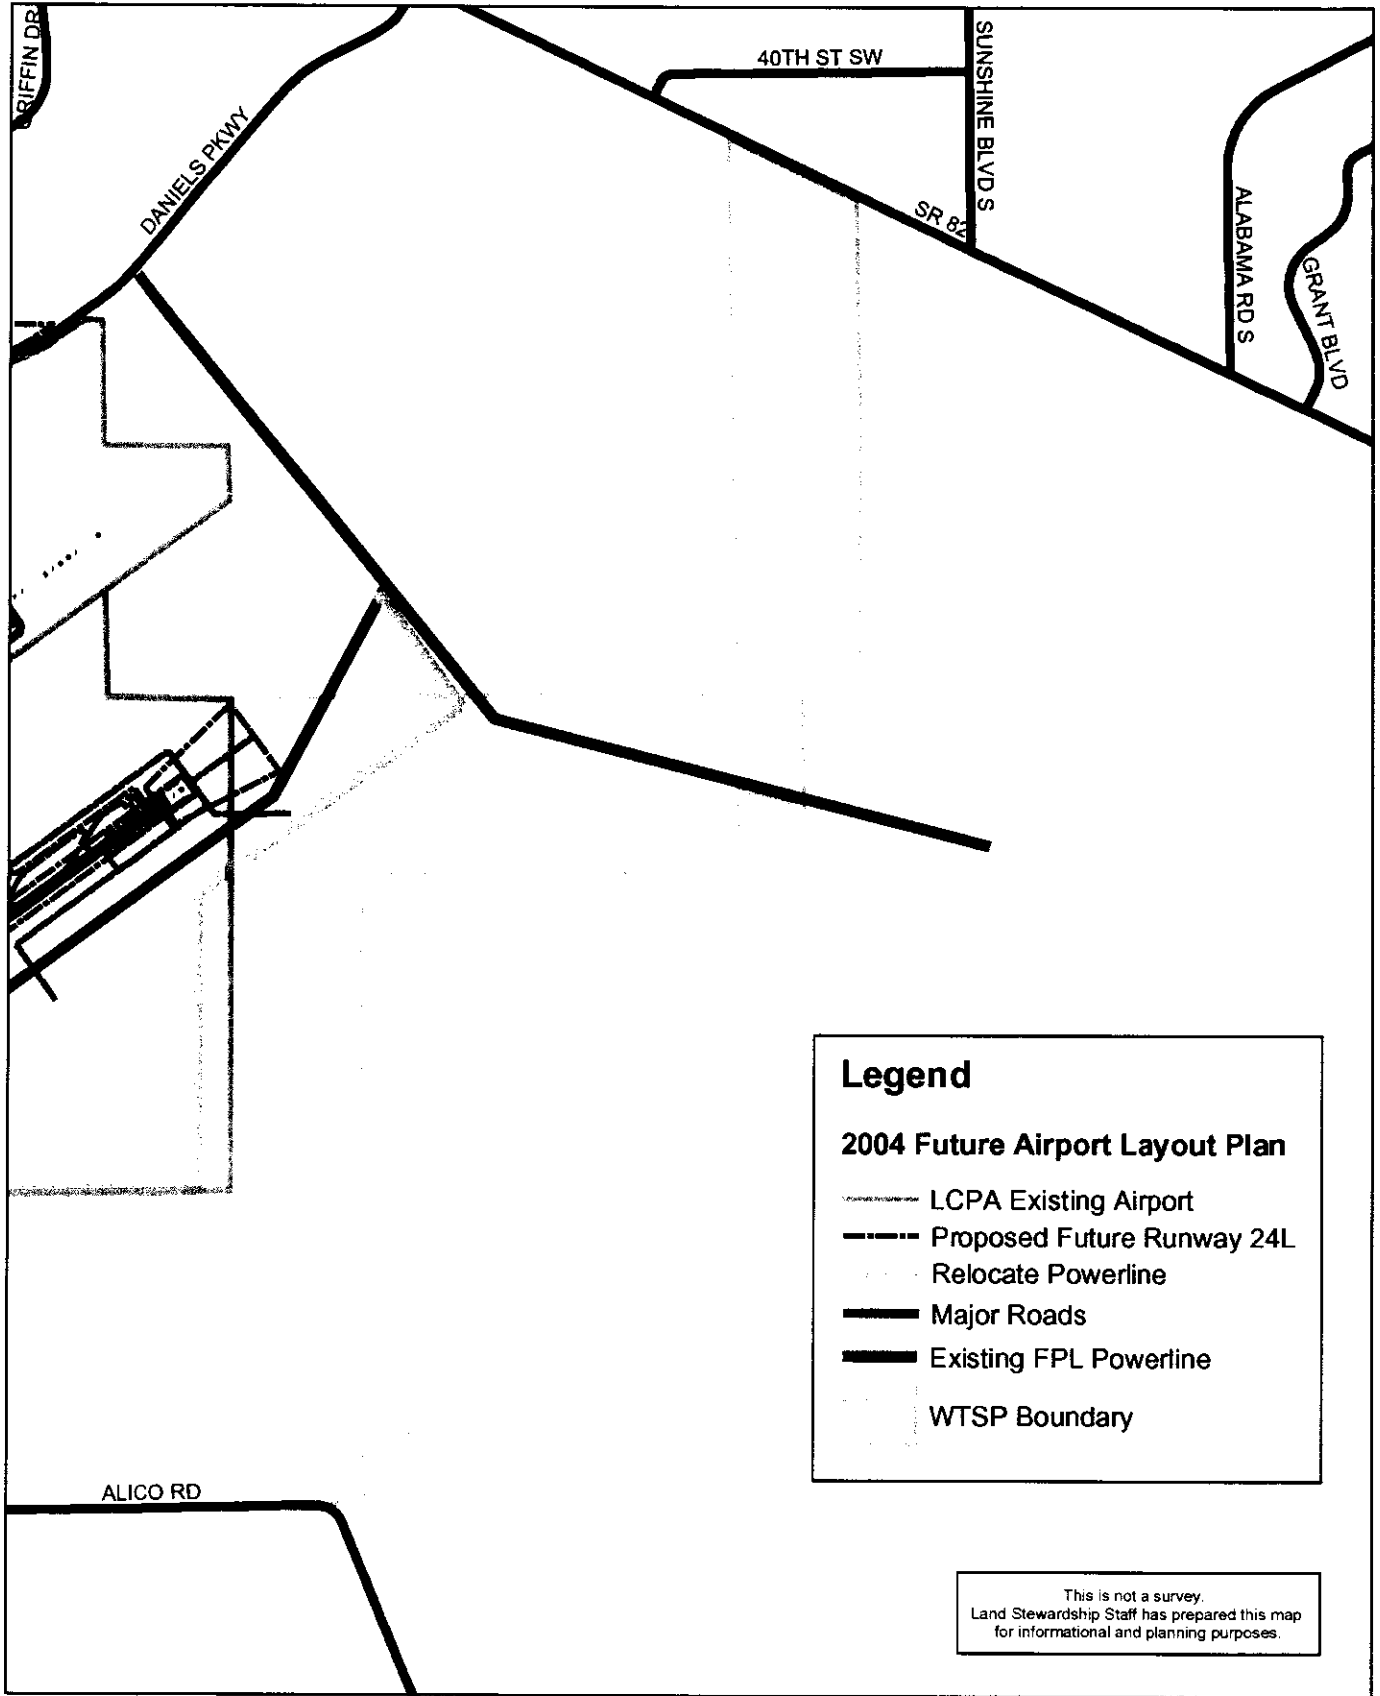 RIFFIN DR
DANIELS PKWY
40TH ST SW
SUNSHINE BLVD S
SR 82
ALABAMA RD S
GRANT BLVD
Legend
2004 Future Airport Layout Plan
LCPA Existing Airport
Proposed Future Runway 24L
Relocate Powerline
Major Roads
Existing FPL Powerline
WTSP Boundary
ALICO RD
This is not a survey.
Land Stewardship Staff has prepared this map
for informational and planning purposes.